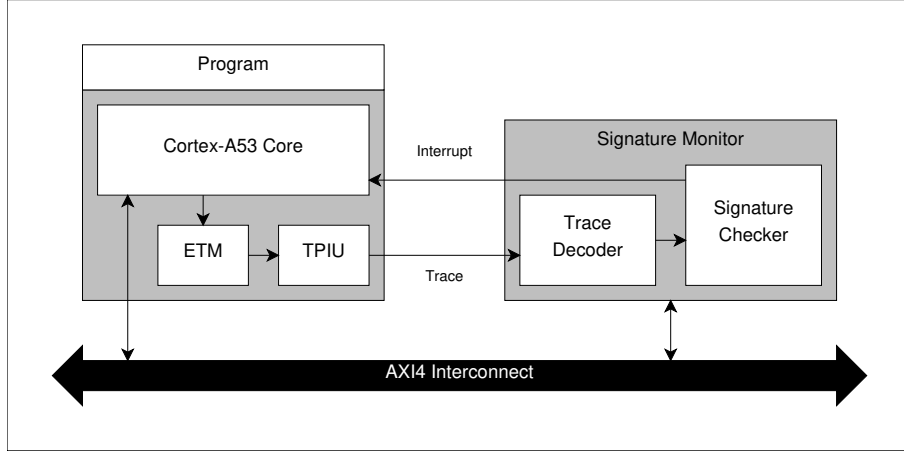 Program
Cortex-A53 Core
Interrupt
Signature Monitor
ETM
TPIU
Trace
Trace
Decoder
Signature
Checker
AXI4 Interconnect